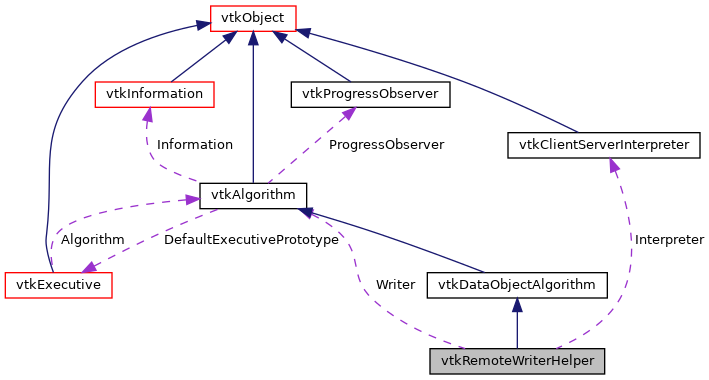 vtkObject
vtkInformation
vtkProgressObserver
vtkClientServerInterpreter
Information
ProgressObserver
vtkAlgorithm
Algorithm
DefaultExecutivePrototype
Interpreter
vtkExecutive
Writer
vtkDataObjectAlgorithm
vtkRemoteWriterHelper